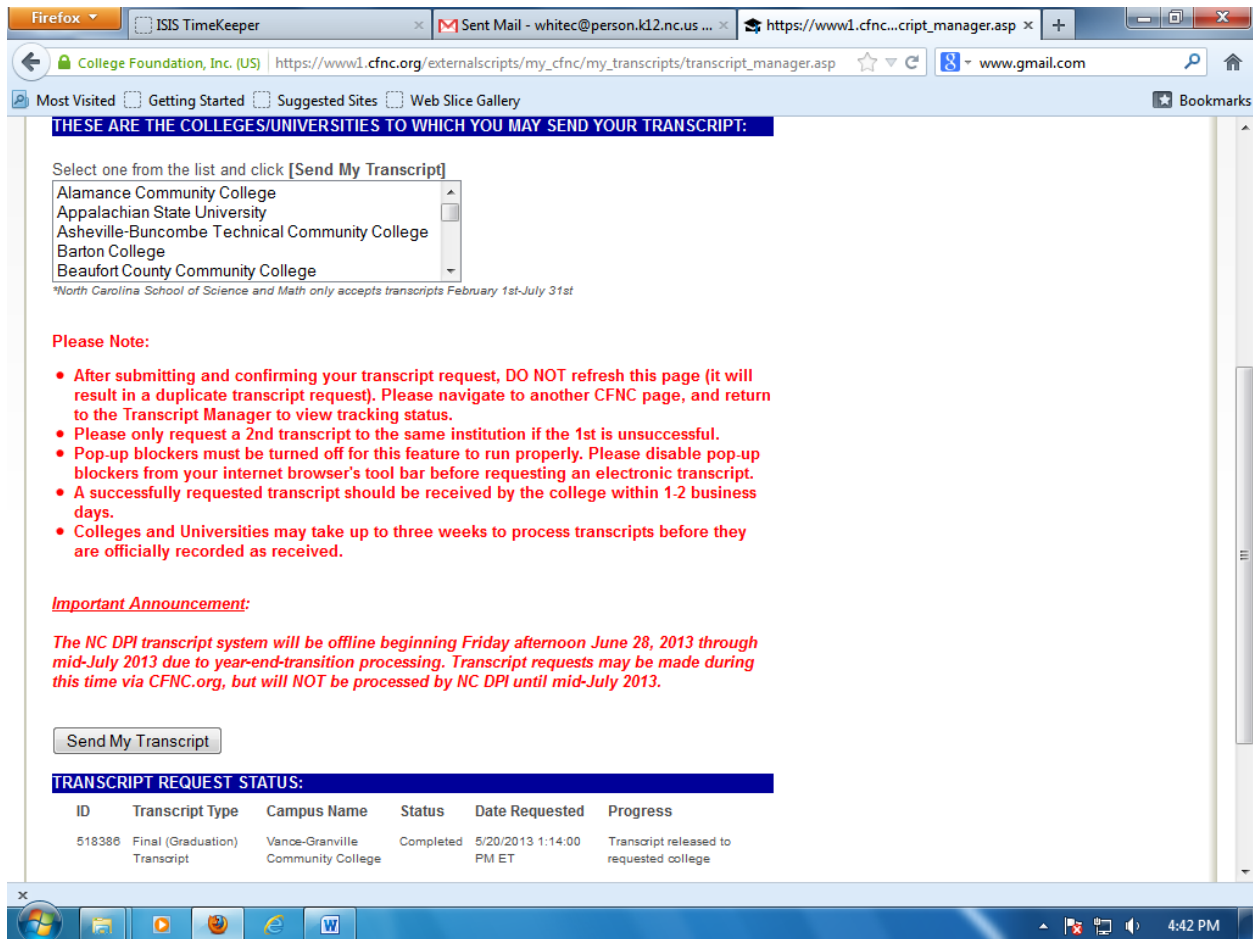 Firefox
ISIS TimeKeeper
Sent Mail - whitec@person.k12.nc.us ...
https://www1.cfnc...cript_manager.asp
College Foundation, Inc. (US)
https://www1.cfnc.org/externalscripts/my_cfnc/my_transcripts/transcript_manager.asp
www.gmail.com
Most Visited
Getting Started
Suggested Sites
Web Slice Gallery
Bookmarks
THESE ARE THE COLLEGES/UNIVERSITIES TO WHICH YOU MAY SEND YOUR TRANSCRIPT:
Select one from the list and click [Send My Transcript]
Alamance Community College
Appalachian State University
Asheville-Buncombe Technical Community College
Barton College
Beaufort County Community College
*North Carolina School of Science and Math only accepts transcripts February 1st-July 31st
Please Note:
• After submitting and confirming your transcript request, DO NOT refresh this page (it will
result in a duplicate transcript request). Please navigate to another CFNC page, and return
to the Transcript Manager to view tracking status.
• Please only request a 2nd transcript to the same institution if the 1st is unsuccessful.
• Pop-up blockers must be turned off for this feature to run properly. Please disable pop-up
blockers from your internet browser's tool bar before requesting an electronic transcript.
• A successfully requested transcript should be received by the college within 1-2 business
days.
• Colleges and Universities may take up to three weeks to process transcripts before they
are officially recorded as received.
Important Announcement:
The NC DPI transcript system will be offline beginning Friday afternoon June 28, 2013 through
mid-July 2013 due to year-end-transition processing. Transcript requests may be made during
this time via CFNC.org, but will NOT be processed by NC DPI until mid-July 2013.
Send My Transcript
TRANSCRIPT REQUEST STATUS:
ID Transcript Type Campus Name Status Date Requested Progress
518386 Final (Graduation) Vance-Granville Completed 5/20/2013 1:14:00 Transcript released to
Transcript Community College PM ET requested college
4:42 PM